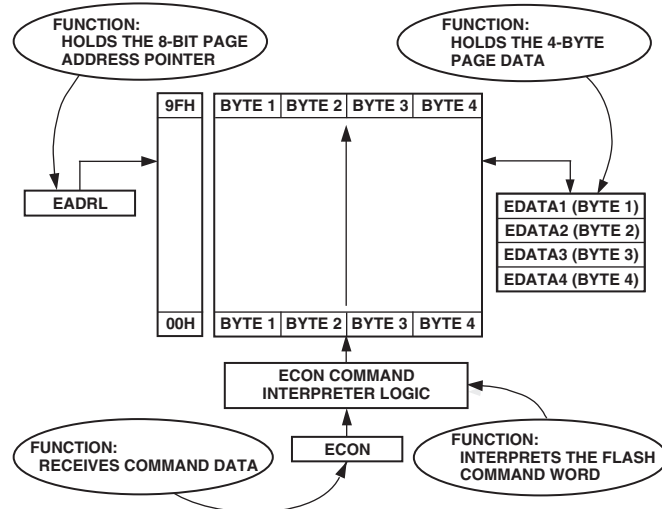 FUNCTION:
HOLDS THE 8-BIT PAGE
ADDRESS POINTER
FUNCTION:
HOLDS THE 4-BYTE
PAGE DATA
9FH
BYTE 1 BYTE 2 BYTE 3 BYTE 4
EADRL
EDATA1 (BYTE 1)
EDATA2 (BYTE 2)
EDATA3 (BYTE 3)
EDATA4 (BYTE 4)
00H
BYTE 1 BYTE 2 BYTE 3 BYTE 4
ECON COMMAND
INTERPRETER LOGIC
FUNCTION:
RECEIVES COMMAND DATA
ECON
FUNCTION:
INTERPRETS THE FLASH
COMMAND WORD